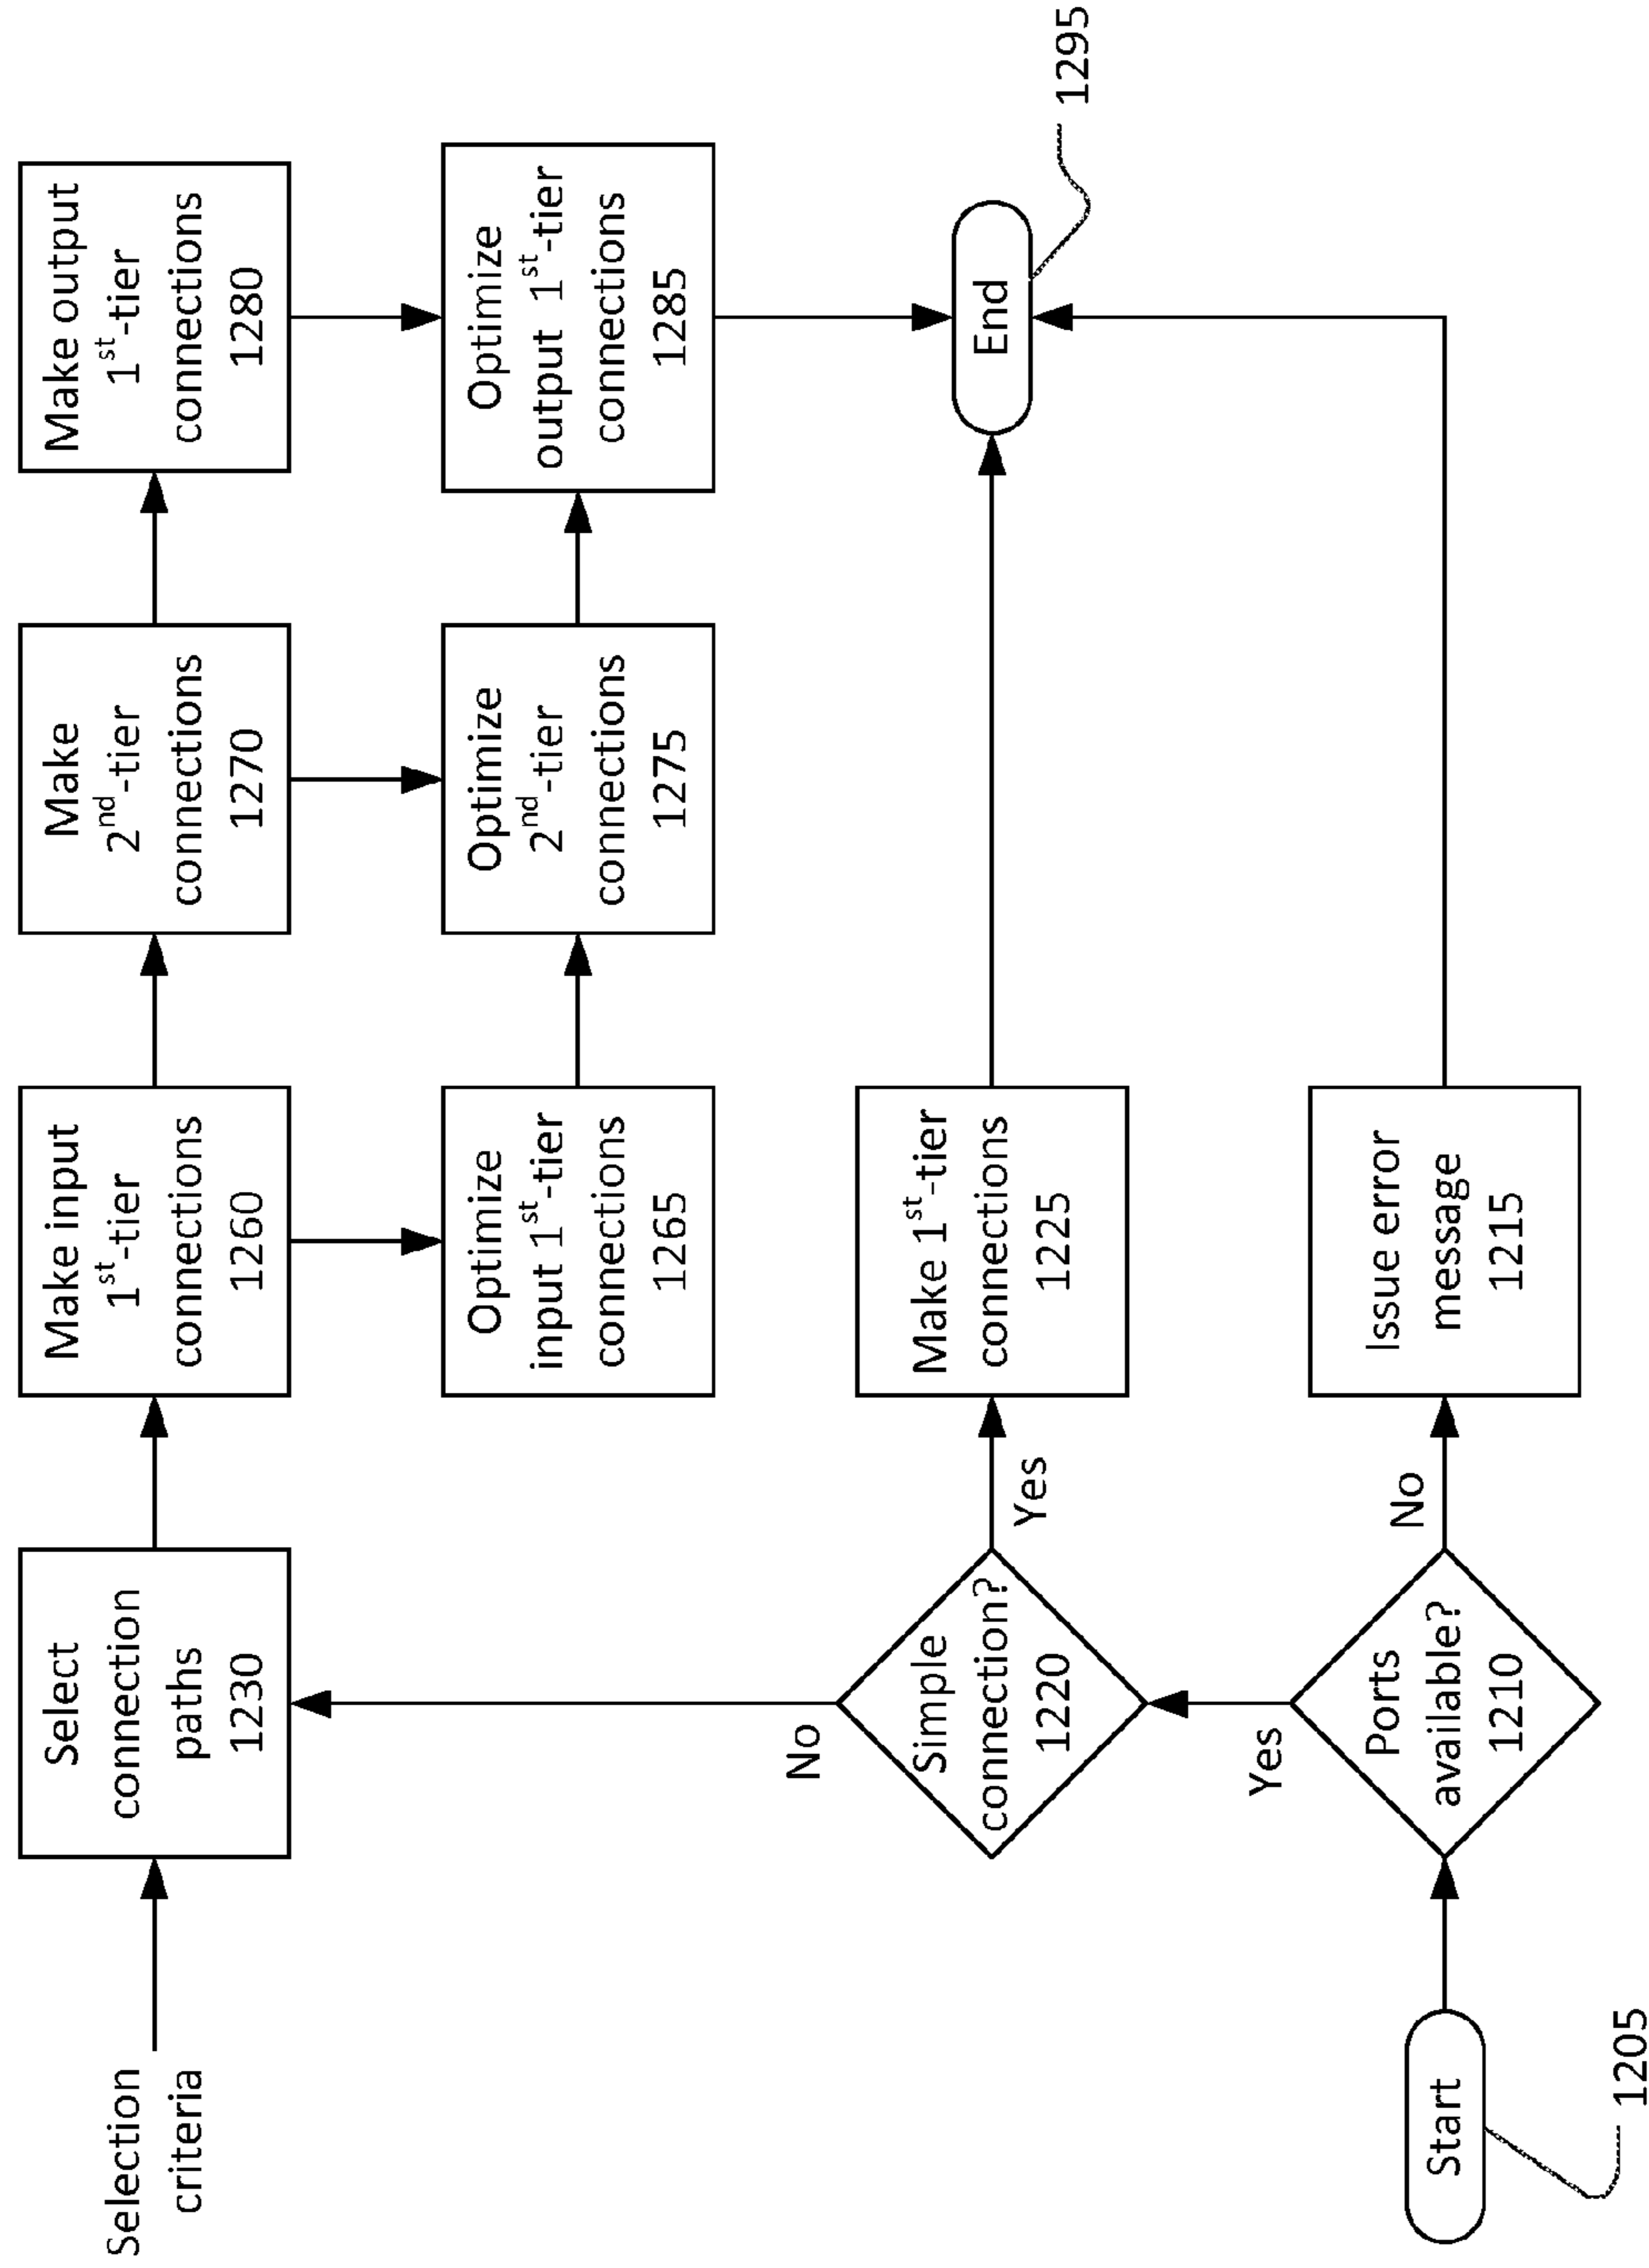 Selection
criteria
Select
connection
paths
1230
Make input
1st-tier
connections
1260
Make
2nd-tier
connections
1270
Make output
1st-tier
connections
1280
Optimize
input 1st-tier
connections
1265
Optimize
2nd-tier
connections
1275
Optimize
output 1st-tier
connections
1285
No
Simple
connection?
1220
Yes
Make 1st-tier
connections
1225
End
1295
Yes
Start
1205
Ports
available?
1210
No
Issue error
message
1215